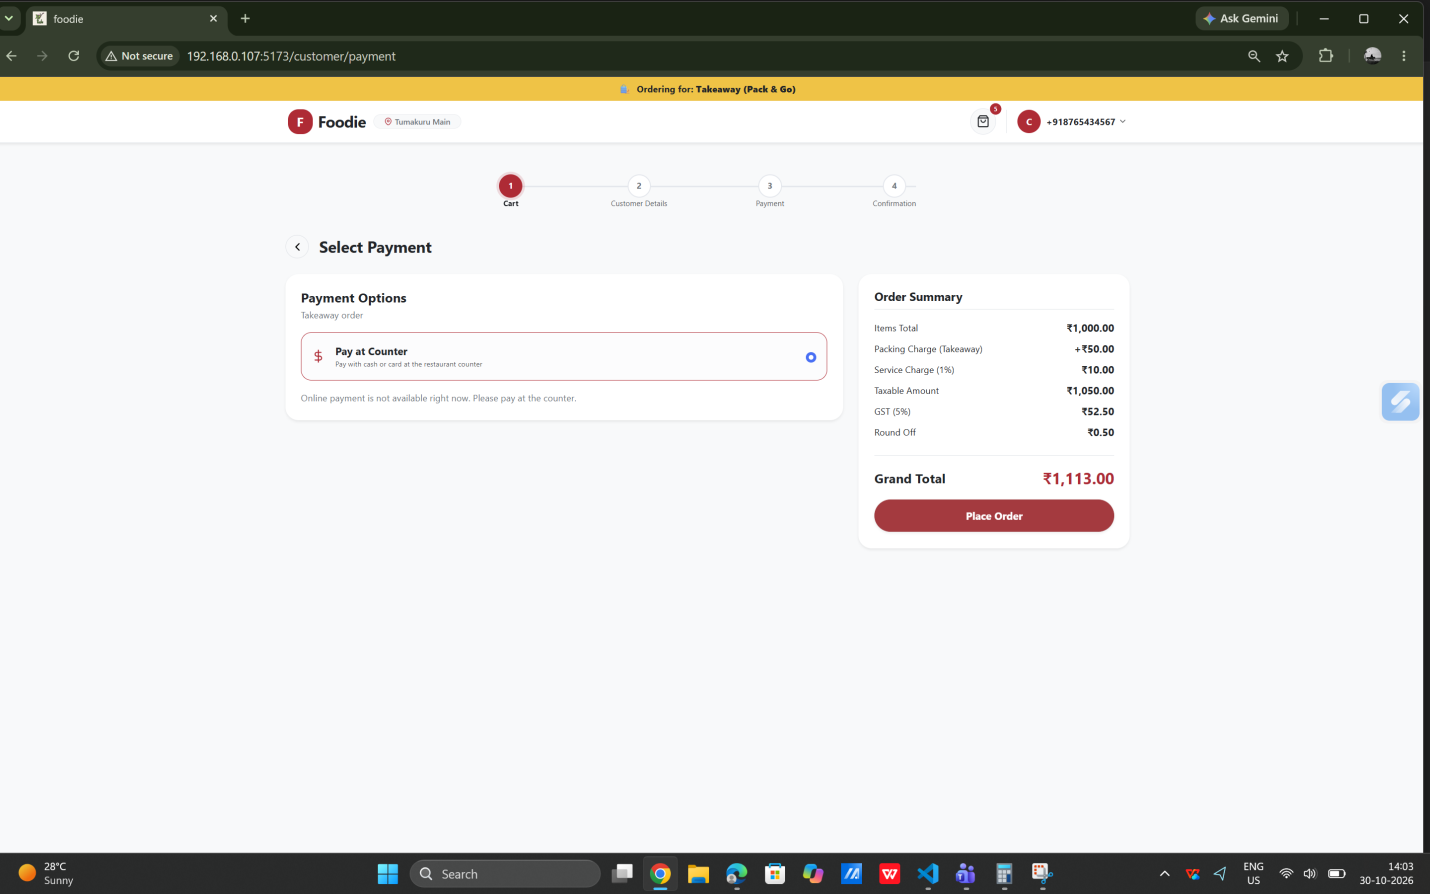 foodie
Ask Gemini
Not secure
192.168.0.107:5173/customer/payment
Ordering for: Takeaway (Pack & Go)
F Foodie
Tumakuru Main
5
C
+918765434567
1
2
3
4
Cart
Customer Details
Payment
Confirmation
Select Payment
Payment Options
Takeaway order
$
Pay at Counter
Pay with cash or card at the restaurant counter
Online payment is not available right now. Please pay at the counter.
Order Summary
Items Total ₹1,000.00
Packing Charge (Takeaway) +₹50.00
Service Charge (1%) ₹10.00
Taxable Amount ₹1,050.00
GST (5%) ₹52.50
Round Off ₹0.50
Grand Total ₹1,113.00
Place Order
28°C
Sunny
Search
ENG
US
14:03
30-10-2026